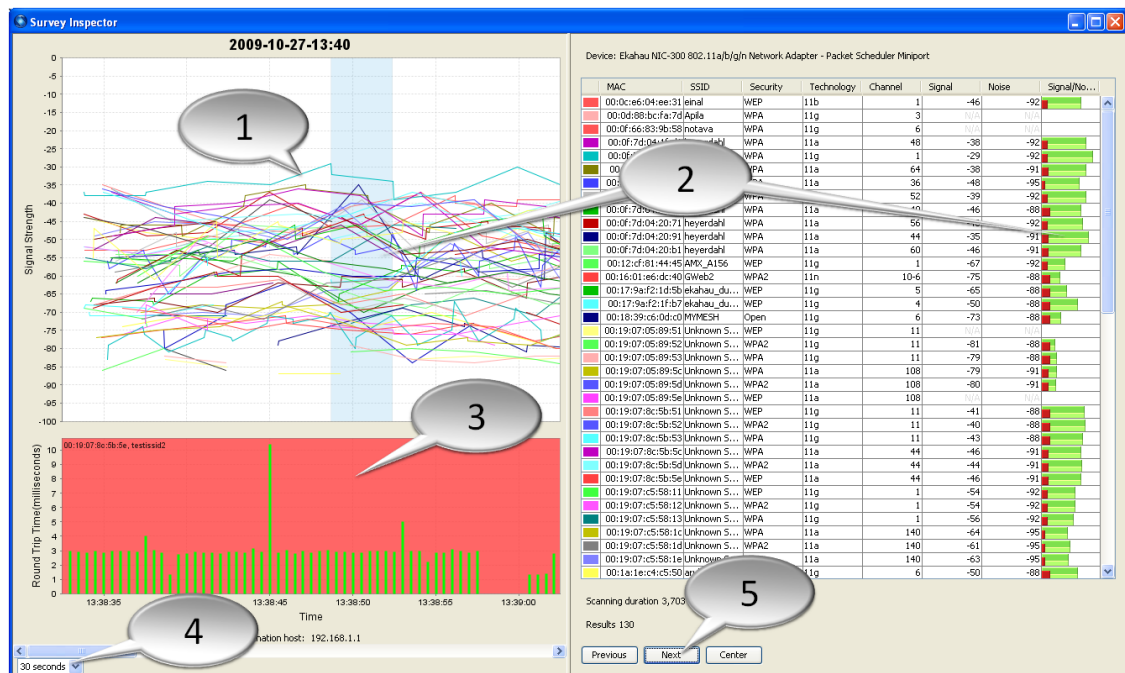 Survey Inspector
2009-10-27-13:40
0
-5
-10
-15
-20
-25
-30
-35
-40
-45
-50
-55
-60
-65
-70
-75
-80
-85
-90
-95
-100
Signal Strength
1
2
3
4
5
00:19:07:8c:5b:5e, testissid2
10
9
8
7
6
5
4
3
2
1
0
Round Trip Time(milliseconds)
13:38:35
13:38:45
13:38:50
13:38:55
13:39:00
Time
host: 192.168.1.1
30 seconds
Device: Ekahau NIC-300 802.11a/b/g/n Network Adapter - Packet Scheduler Miniport
MAC SSID Security Technology Channel Signal Noise Signal/No...
00:0c:e6:04:ee:31 einal WEP 11b 1 -46 -92
00:0d:88:bc:fa:7d Apila WPA 11g 3 N/A N/A
00:0f:66:83:9b:58 notava WPA 11g 6 N/A N/A
WPA 11a 48 -38 -92
WPA 11g 1 -29 -92
WPA 11a 64 -38 -91
11a 36 -48 -95
52 -39 -92
-46 -88
00:0f:7d:04:20:71 heyerdahl WPA 11a 56 -92
00:0f:7d:04:20:91 heyerdahl WPA 11a 44 -35 -91
00:0f:7d:04:20:a1 heyerdahl WPA 11a 60 -46 -91
00:12:cf:81:44:45 AMX_A156 WEP 11g 1 -67 -92
00:16:01:e6:dc:40 GWeb2 WPA2 11n 10-6 -75 -88
00:17:9a:f2:1d:5b ekahau_du... WEP 11g 5 -65 -88
00:17:9a:f2:1f:b7 ekahau_du... WEP 11g 4 -50 -88
00:18:39:c6:0d:c0 MYMESH Open 11g 6 -73 -88
00:19:07:05:89:51 Unknown S... WEP 11g 11 N/A N/A
00:19:07:05:89:52 Unknown S... WPA2 11g 11 -81 -88
00:19:07:05:89:53 Unknown S... WPA 11g 11 -79 -88
00:19:07:05:89:5c Unknown S... WPA 11a 108 -79 -91
00:19:07:05:89:5d Unknown S... WPA2 11a 108 -80 -91
00:19:07:05:89:5e Unknown S... WEP 11a 108 N/A N/A
00:19:07:8c:5b:51 Unknown S... WEP 11g 11 -41 -88
00:19:07:8c:5b:52 Unknown S... WPA2 11g 11 -40 -88
00:19:07:8c:5b:53 Unknown S... WPA 11g 11 -43 -88
00:19:07:8c:5b:5c Unknown S... WPA 11a 44 -46 -91
00:19:07:8c:5b:5d Unknown S... WPA2 11a 44 -44 -91
00:19:07:8c:5b:5e Unknown S... WEP 11a 44 -46 -91
00:19:07:c5:58:11 Unknown S... WEP 11g 1 -54 -92
00:19:07:c5:58:12 Unknown S... WPA2 11g 1 -54 -92
00:19:07:c5:58:13 Unknown S... WPA 11g 1 -56 -92
00:19:07:c5:58:1c Unknown S... WPA 11a 140 -64 -95
00:19:07:c5:58:1d Unknown S... WPA2 11a 140 -61 -95
00:19:07:c5:58:1e Unknown 11a 140 -63 -95
00:1a:1e:c4:c5:50 11g 6 -50 -88
Scanning duration 3,703
Results 130
Previous
Next
Center